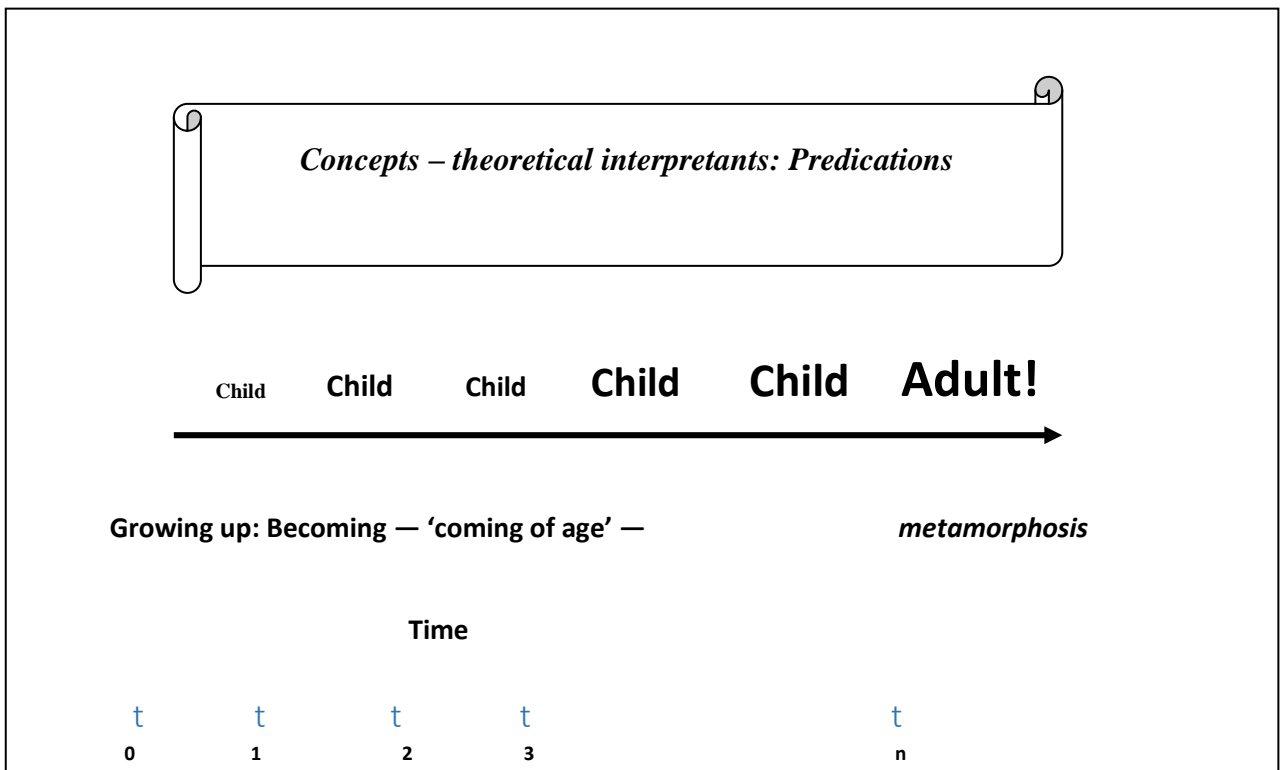 Concepts – theoretical interpretants: Predications
Child Child Child Child Child Adult!
Growing up: Becoming — ‘coming of age’ — metamorphosis
Time
t t t t t
0 1 2 3 n